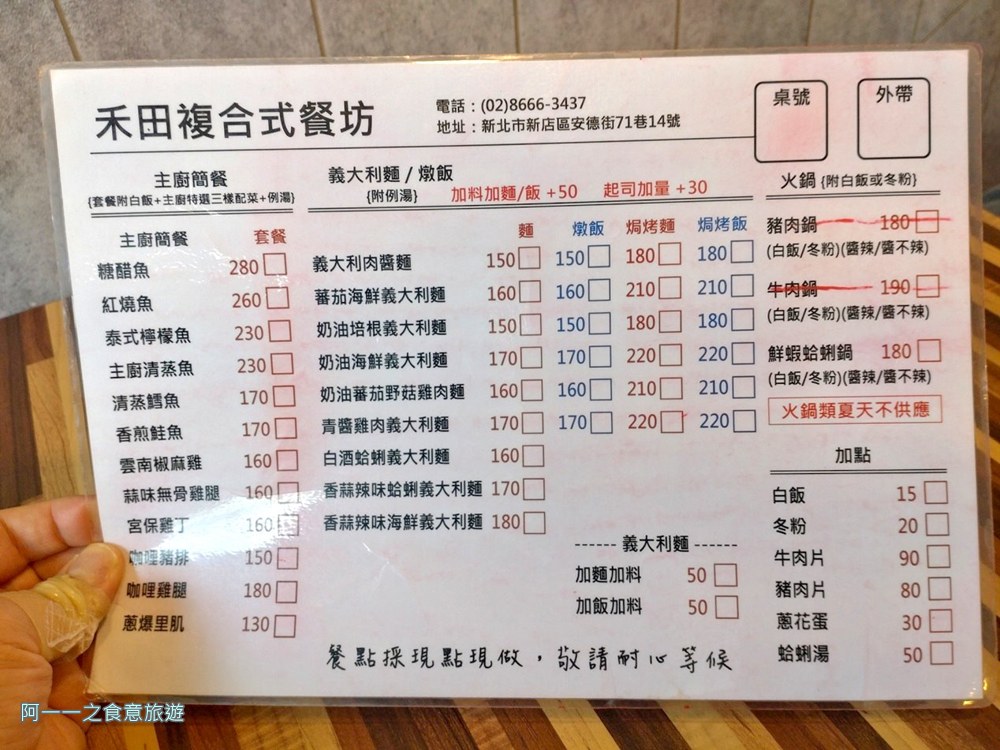 禾田複合式餐坊
電話：(02)8666-3437
地址：新北市新店區安德街71巷14號
桌號
外帶
主廚簡餐
{套餐附白飯+主廚特選三樣配菜+例湯}
主廚簡餐 套餐
糖醋魚 280
紅燒魚 260
泰式檸檬魚 230
主廚清蒸魚 230
清蒸鱈魚 170
香煎鮭魚 170
雲南椒麻雞 160
蒜味無骨雞腿 160
宮保雞丁 160
咖哩豬排 150
咖哩雞腿 180
蔥爆里肌 130
義大利麵 / 燉飯
{附例湯} 加料加麵/飯 +50 起司加量 +30
麵 燉飯 焗烤麵 焗烤飯
義大利肉醬麵 150 150 180 180
蕃茄海鮮義大利麵 160 160 210 210
奶油培根義大利麵 150 150 180 180
奶油海鮮義大利麵 170 170 220 220
奶油蕃茄野菇雞肉麵 160 160 210 210
青醬雞肉義大利麵 170 170 220 220
白酒蛤蜊義大利麵 160
香蒜辣味蛤蜊義大利麵 170
香蒜辣味海鮮義大利麵 180
------ 義大利麵 ------
加麵加料 50
加飯加料 50
餐點採現點現做，敬請耐心等候
火鍋 {附白飯或冬粉}
豬肉鍋 180
(白飯/冬粉)(醬辣/醬不辣)
牛肉鍋 190
(白飯/冬粉)(醬辣/醬不辣)
鮮蝦蛤蜊鍋 180
(白飯/冬粉)(醬辣/醬不辣)
火鍋類夏天不供應
加點
白飯 15
冬粉 20
牛肉片 90
豬肉片 80
蔥花蛋 30
蛤蜊湯 50
阿一一之食意旅遊